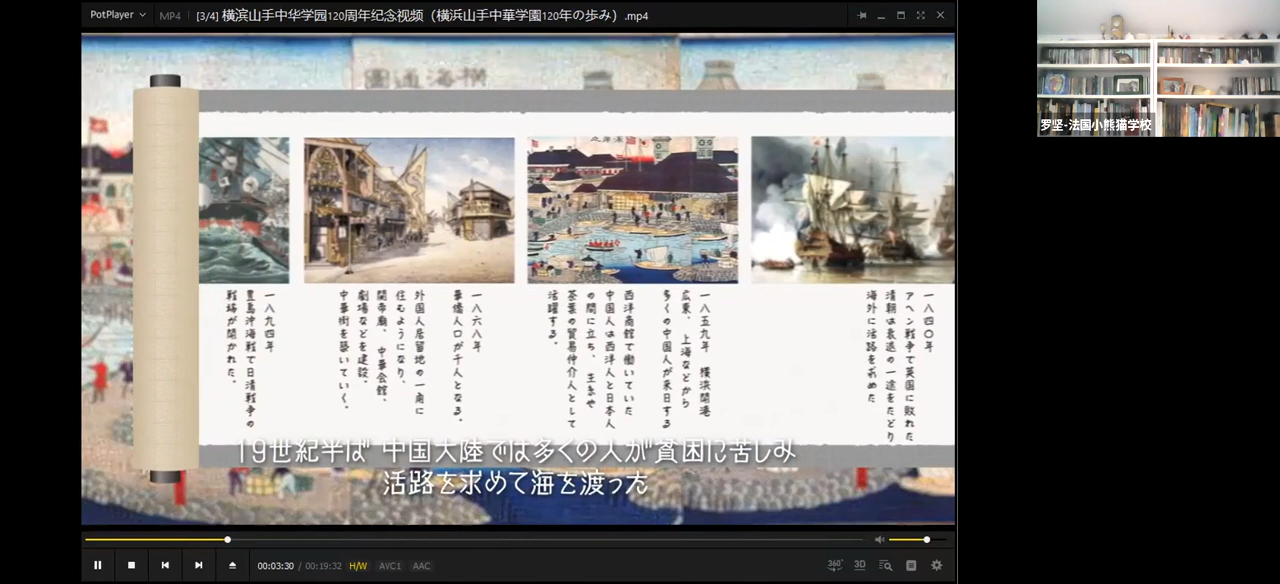 PotPlayer
MP4
[3/4] 横滨山手中华学园120周年纪念视频（横浜山手中華学園120年の歩み）.mp4
罗坚-法国小熊猫学校
横海通圖
一八四〇年
アヘン戦争で英国に敗れた
清朝は衰退の一途をたどり
海外に活路を求めた
一八五九年 横浜開港
広東、上海などから
多くの中国人が来日する
西洋商館で働いていた
中国人は西洋人と日本人
の間に立ち、生糸や
茶葉の貿易仲介人として
活躍する。
一八六八年
華僑人口が千人となる。
外国人居留地の一角に
住むようになり、
関帝廟、中華会館、
劇場などを建設。
中華街を築いていく。
一八九四年
豊島沖海戦で日清戦争の
戦端が開かれた。
19世紀半ば 中国大陸では多くの人が貧困に苦しみ
活路を求めて海を渡った
00:03:30 / 00:19:32 H/W AVC1 AAC
360° 3D